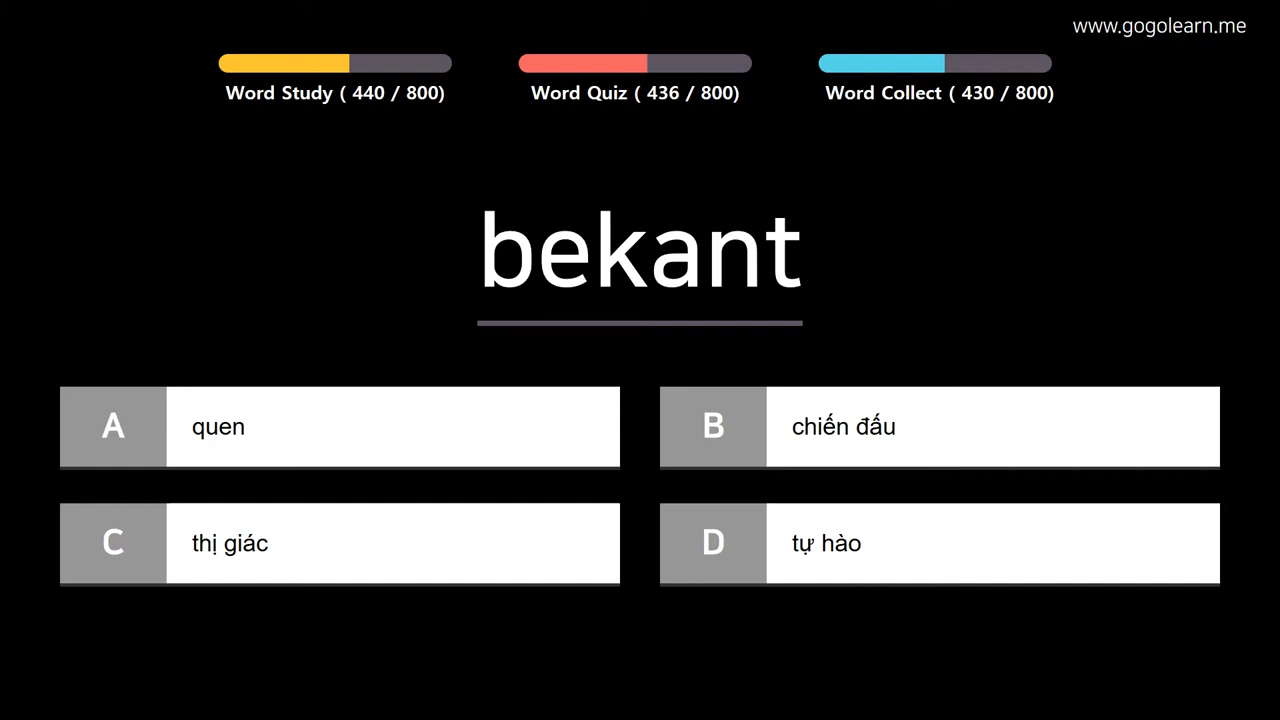 www.gogolearn.me
Word Study ( 440 / 800)
Word Quiz ( 436 / 800)
Word Collect ( 430 / 800)
bekant
A quen
B chiến đấu
C thị giác
D tự hào